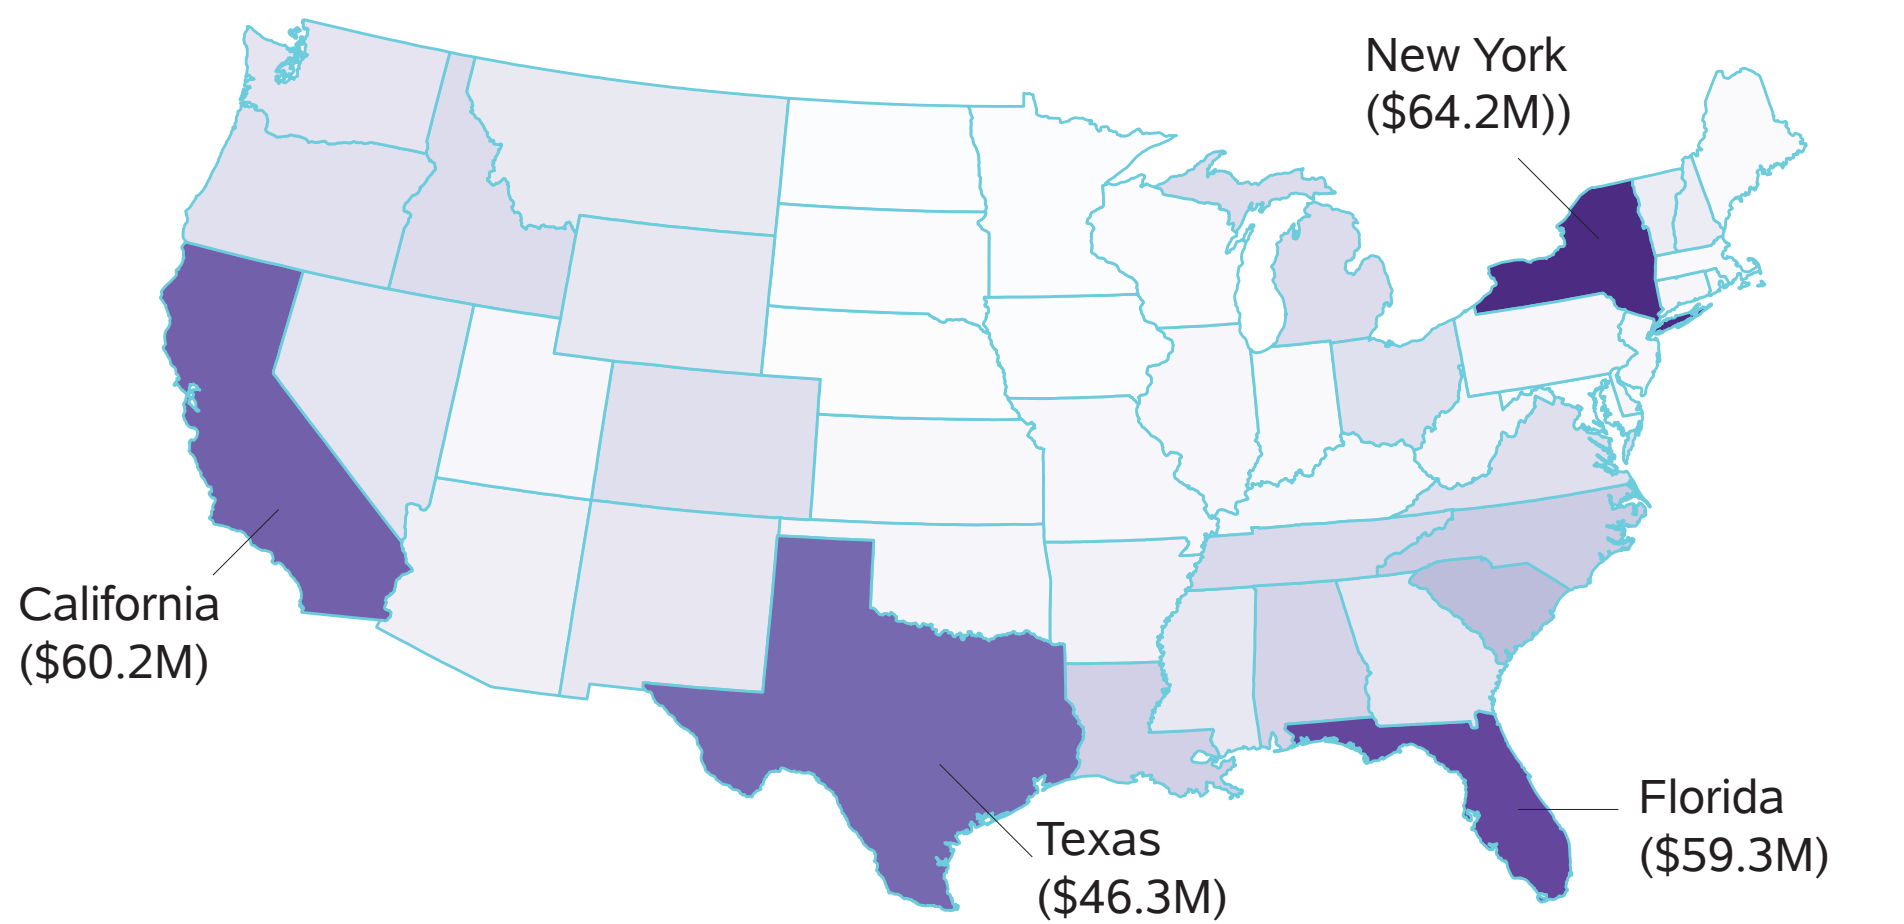 New York
($64.2M))
California
($60.2M)
Texas
($46.3M)
Florida
($59.3M)